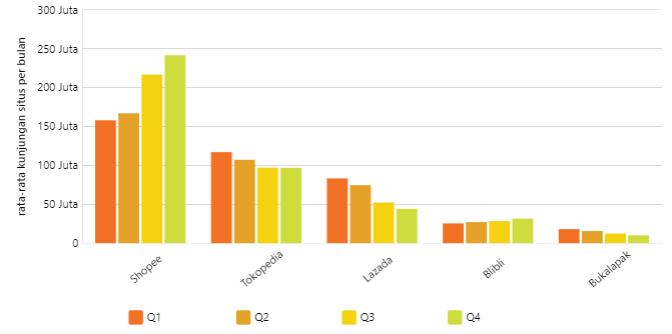 rata-rata kunjungan situs per bulan
300 Juta
250 Juta
200 Juta
150 Juta
100 Juta
50 Juta
0
Shopee
Tokopedia
Lazada
Blibli
Bukalapak
Q1
Q2
Q3
Q4